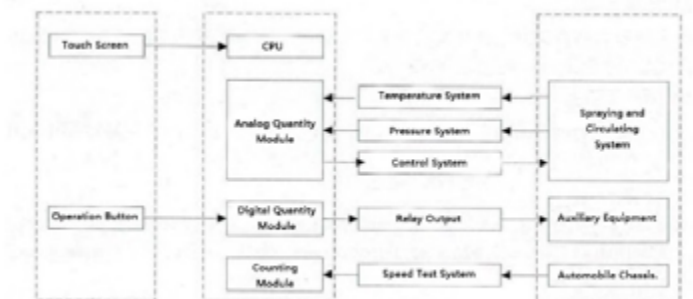 Touch Screen
CPU
Temperature System
Analog Quantity
Module
Pressure System
Spraying and
Circulating
System
Control System
Operation Button
Digital Quantity
Module
Relay Output
Auxiliary Equipment
Counting
Module
Speed Test System
Automobile Chassis.